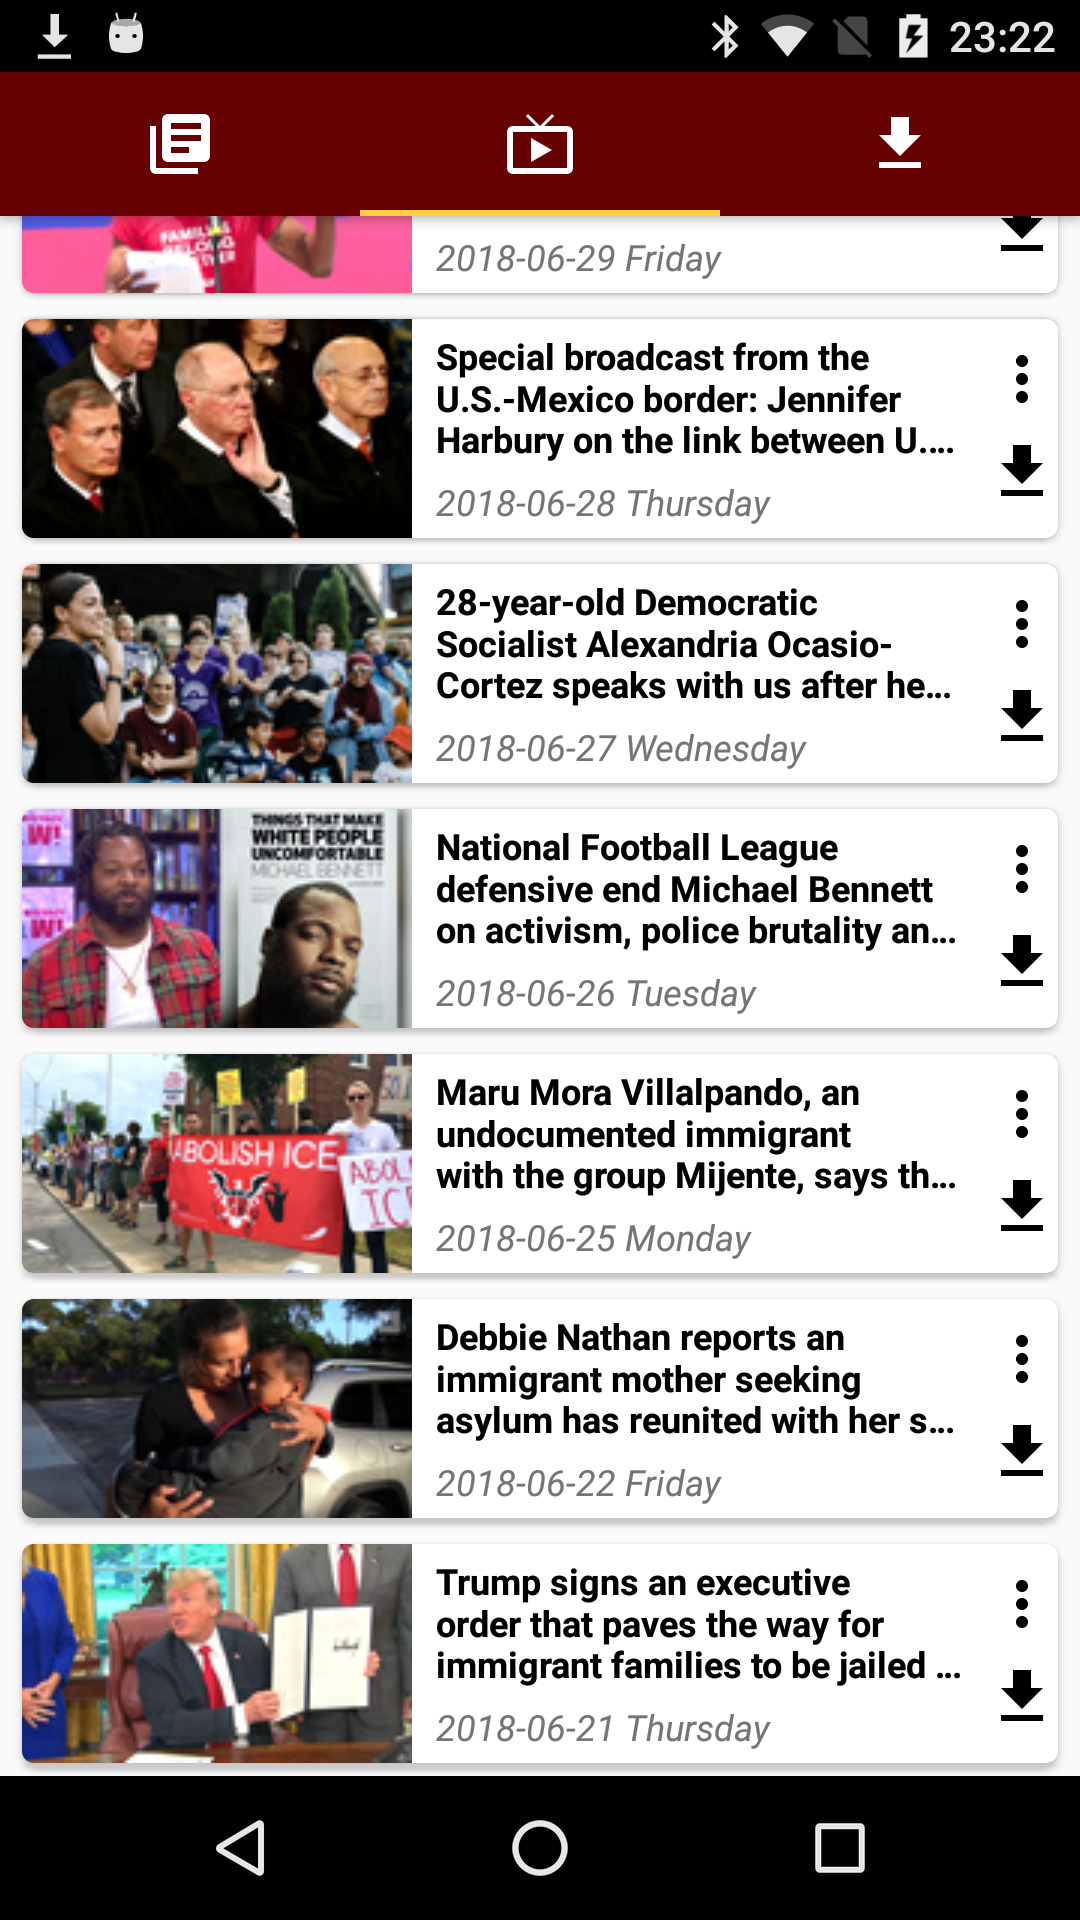 23:22
FAMILIES
BELONG
TOGETHER
2018-06-29 Friday
Special broadcast from the
U.S.-Mexico border: Jennifer
Harbury on the link between U.…
2018-06-28 Thursday
28-year-old Democratic
Socialist Alexandria Ocasio-
Cortez speaks with us after he…
2018-06-27 Wednesday
W!
W!
THINGS THAT MAKE
WHITE PEOPLE
UNCOMFORTABLE
MICHAEL BENNETT
National Football League
defensive end Michael Bennett
on activism, police brutality an…
2018-06-26 Tuesday
ABOLISH ICE
ABOL
IC
Maru Mora Villalpando, an
undocumented immigrant
with the group Mijente, says th…
2018-06-25 Monday
Debbie Nathan reports an
immigrant mother seeking
asylum has reunited with her s…
2018-06-22 Friday
Trump signs an executive
order that paves the way for
immigrant families to be jailed …
2018-06-21 Thursday